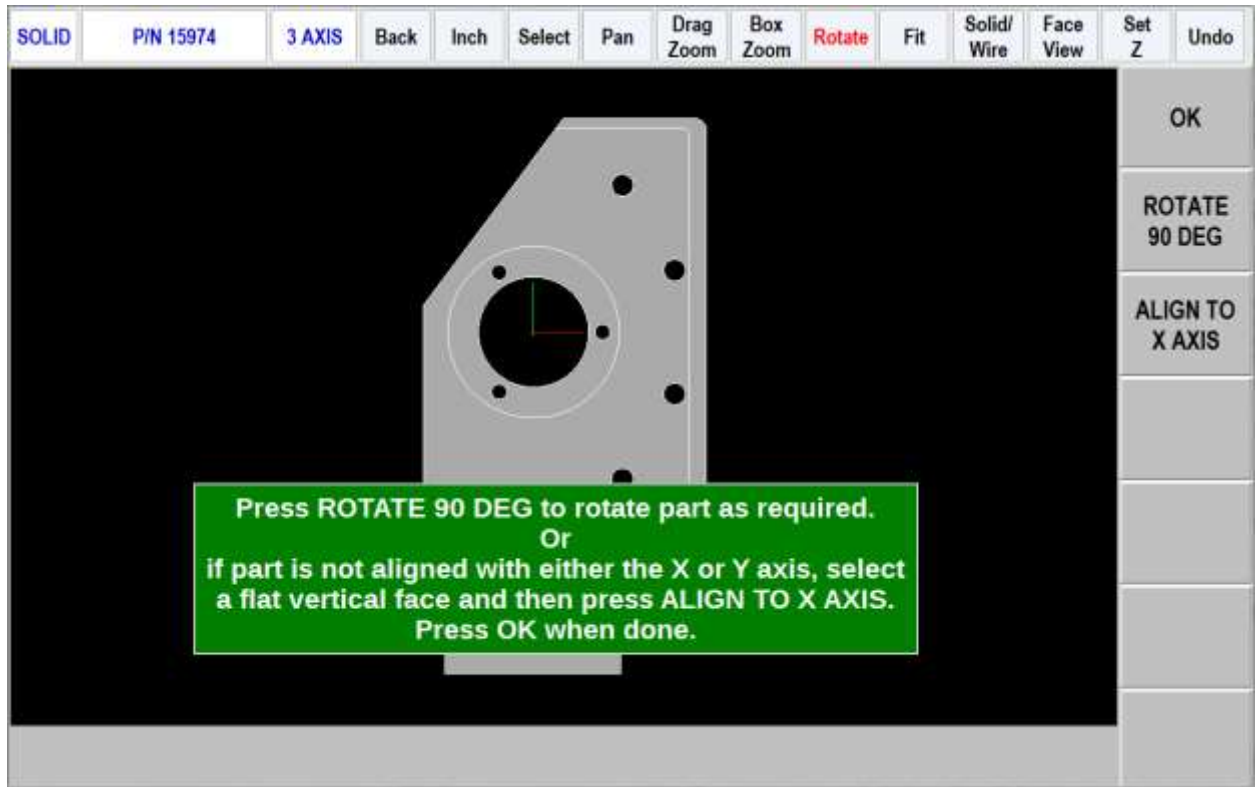 SOLID P/N 15974 3 AXIS Back Inch Select Pan Drag Zoom Box Zoom Rotate Fit Solid/ Wire Face View Set Z Undo
OK
ROTATE
90 DEG
ALIGN TO
X AXIS
Press ROTATE 90 DEG to rotate part as required.
Or
if part is not aligned with either the X or Y axis, select
a flat vertical face and then press ALIGN TO X AXIS.
Press OK when done.